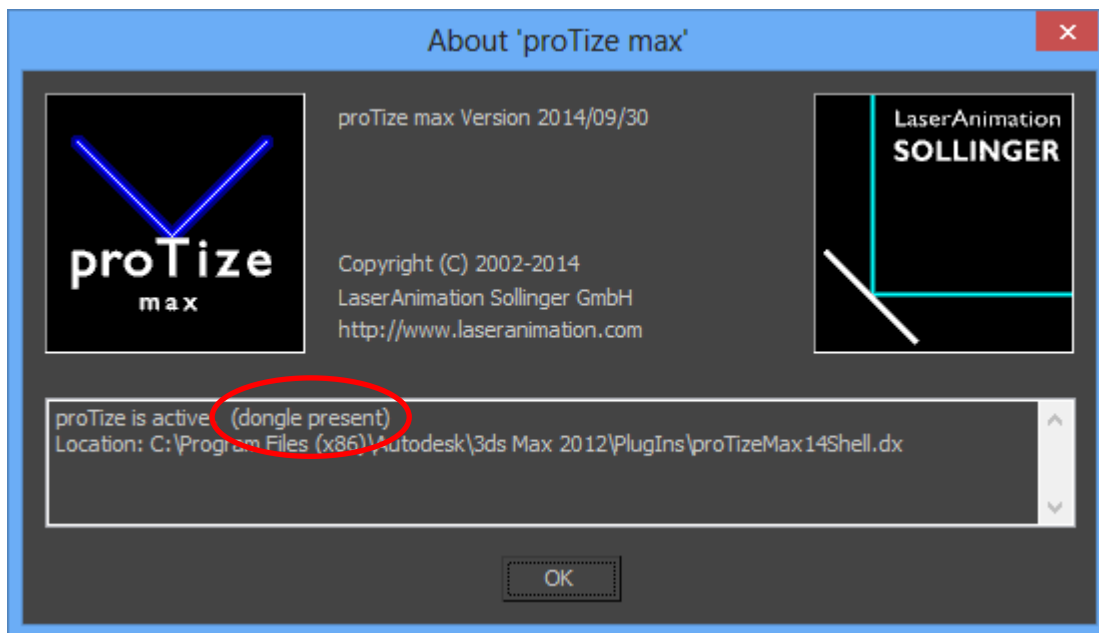 About 'proTize max'
proTize
max
proTize max Version 2014/09/30
Copyright (C) 2002-2014
LaserAnimation Sollinger GmbH
http://www.laseranimation.com
LaserAnimation
SOLLINGER
proTize is active (dongle present)
Location: C:\Program Files (x86)\Autodesk\3ds Max 2012\PlugIns\proTizeMax14Shell.dx
OK